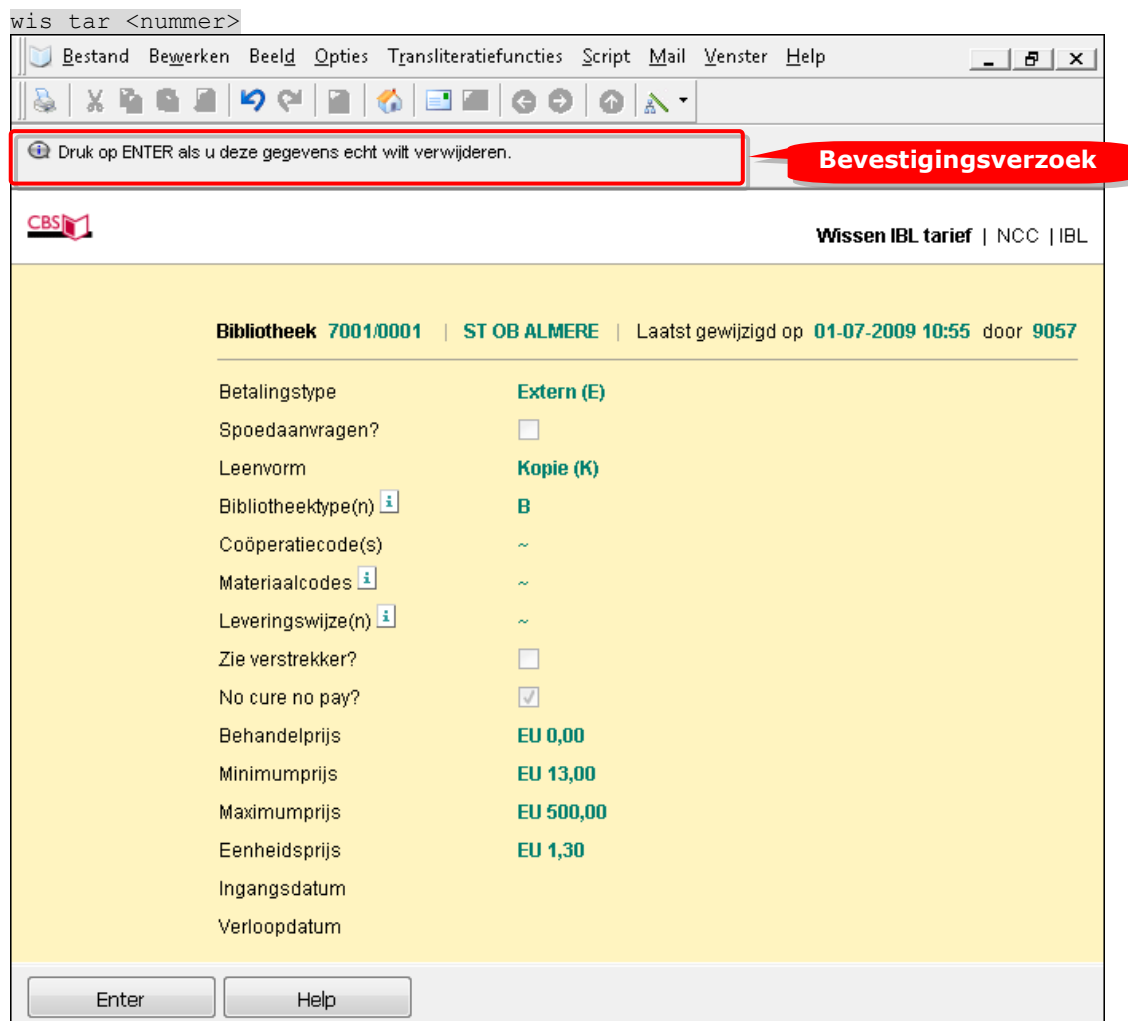 wis tar <nummer>
Bestand Bewerken Beeld Opties Transliteratiefuncties Script Mail Venster Help
Druk op ENTER als u deze gegevens echt wilt verwijderen.
Bevestigingsverzoek
CBS
Wissen IBL tarief | NCC | IBL
Bibliotheek 7001/0001 | ST OB ALMERE | Laatst gewijzigd op 01-07-2009 10:55 door 9057
Betalingstype Extern (E)
Spoedaanvragen?
Leenvorm Kopie (K)
Bibliotheektype(n) i B
Coöperatiecode(s) ~
Materiaalcodes i ~
Leveringswijze(n) i ~
Zie verstrekker?
No cure no pay?
Behandelprijs EU 0,00
Minimumprijs EU 13,00
Maximumprijs EU 500,00
Eenheidsprijs EU 1,30
Ingangsdatum
Verloopdatum
Enter Help